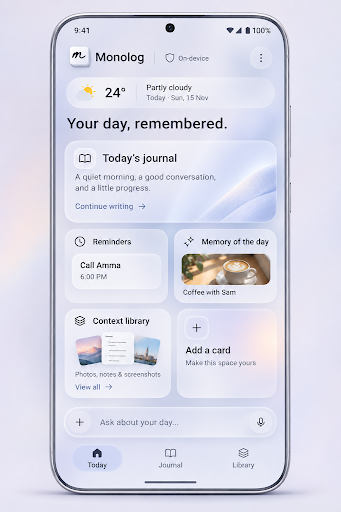 9:41
100%
Monolog
On-device
24°
Partly cloudy
Today · Sun, 15 Nov
Your day, remembered.
Today's journal
A quiet morning, a good conversation,
and a little progress.
Continue writing →
Reminders
Call Amma
6:00 PM
Memory of the day
Coffee with Sam
Context library
Photos, notes & screenshots
View all →
Add a card
Make this space yours
Ask about your day...
Today
Journal
Library